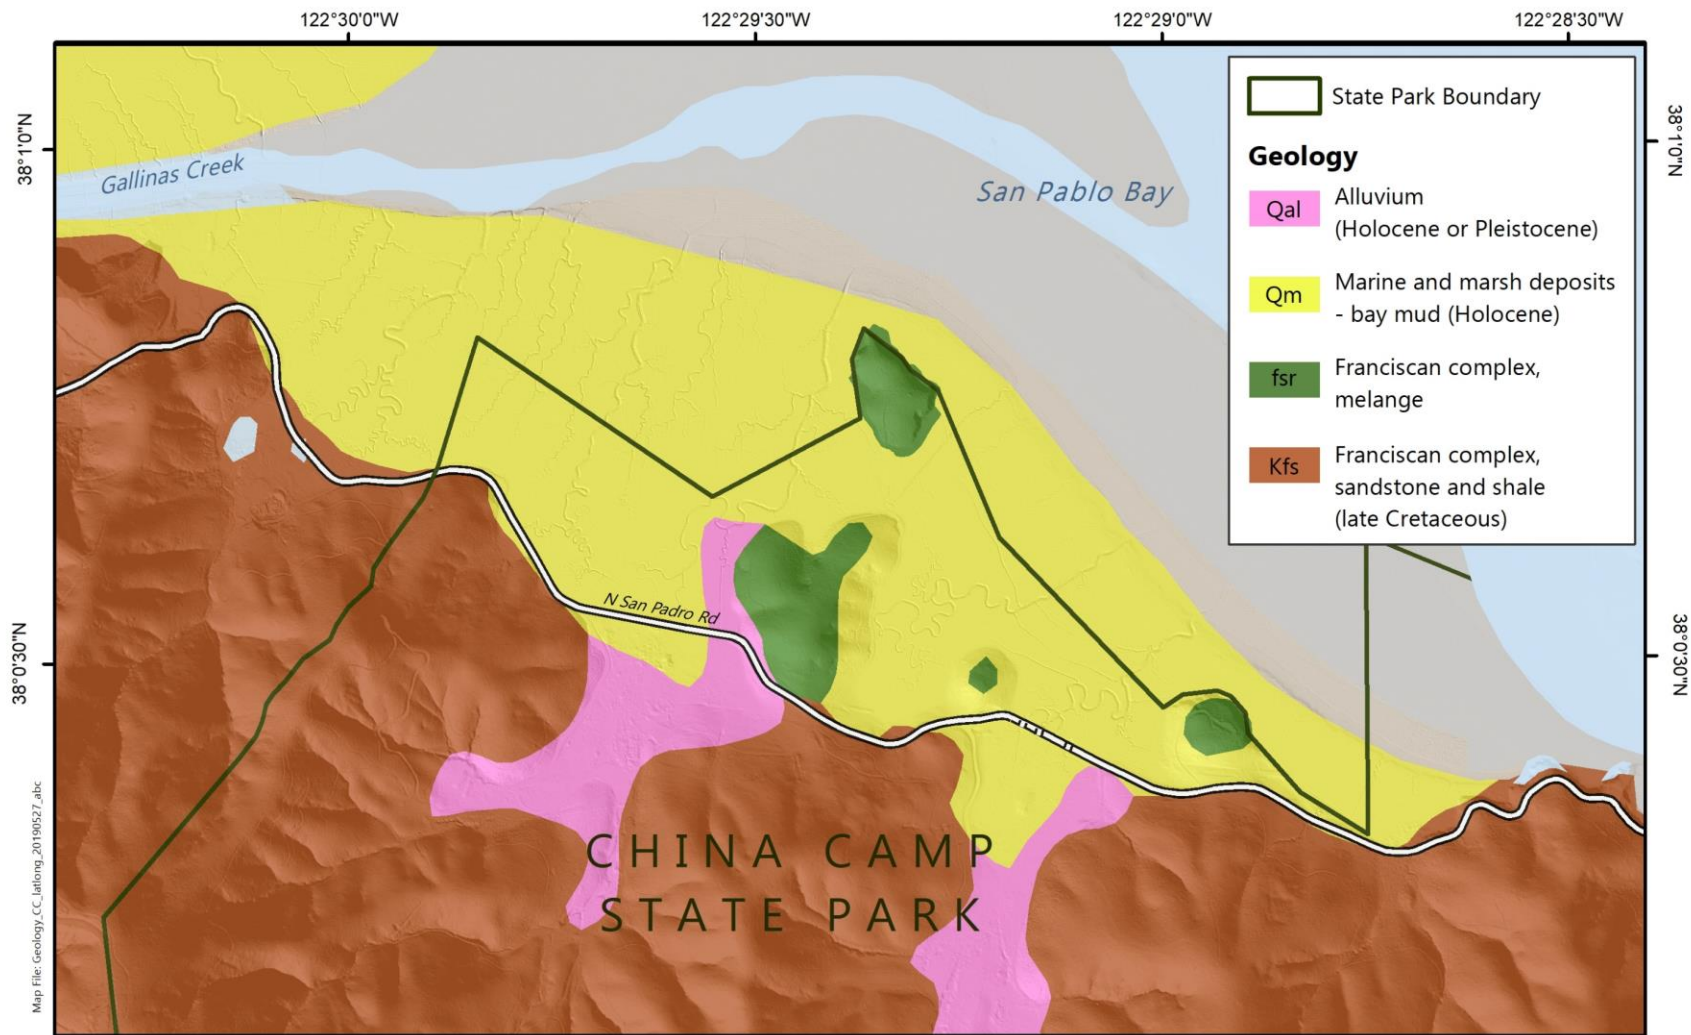 122°30'0"W
122°29'30"W
122°29'0"W
122°28'30"W
38°1'0"N
38°1'0"N
38°0'30"N
38°0'30"N
Gallinas Creek
San Pablo Bay
N San Padro Rd
CHINA CAMP
STATE PARK
State Park Boundary
Geology
Qal
Alluvium
(Holocene or Pleistocene)
Qm
Marine and marsh deposits
- bay mud (Holocene)
fsr
Franciscan complex,
melange
Kfs
Franciscan complex,
sandstone and shale
(late Cretaceous)
Map File: Geology_CC_latlong_20190527_abc